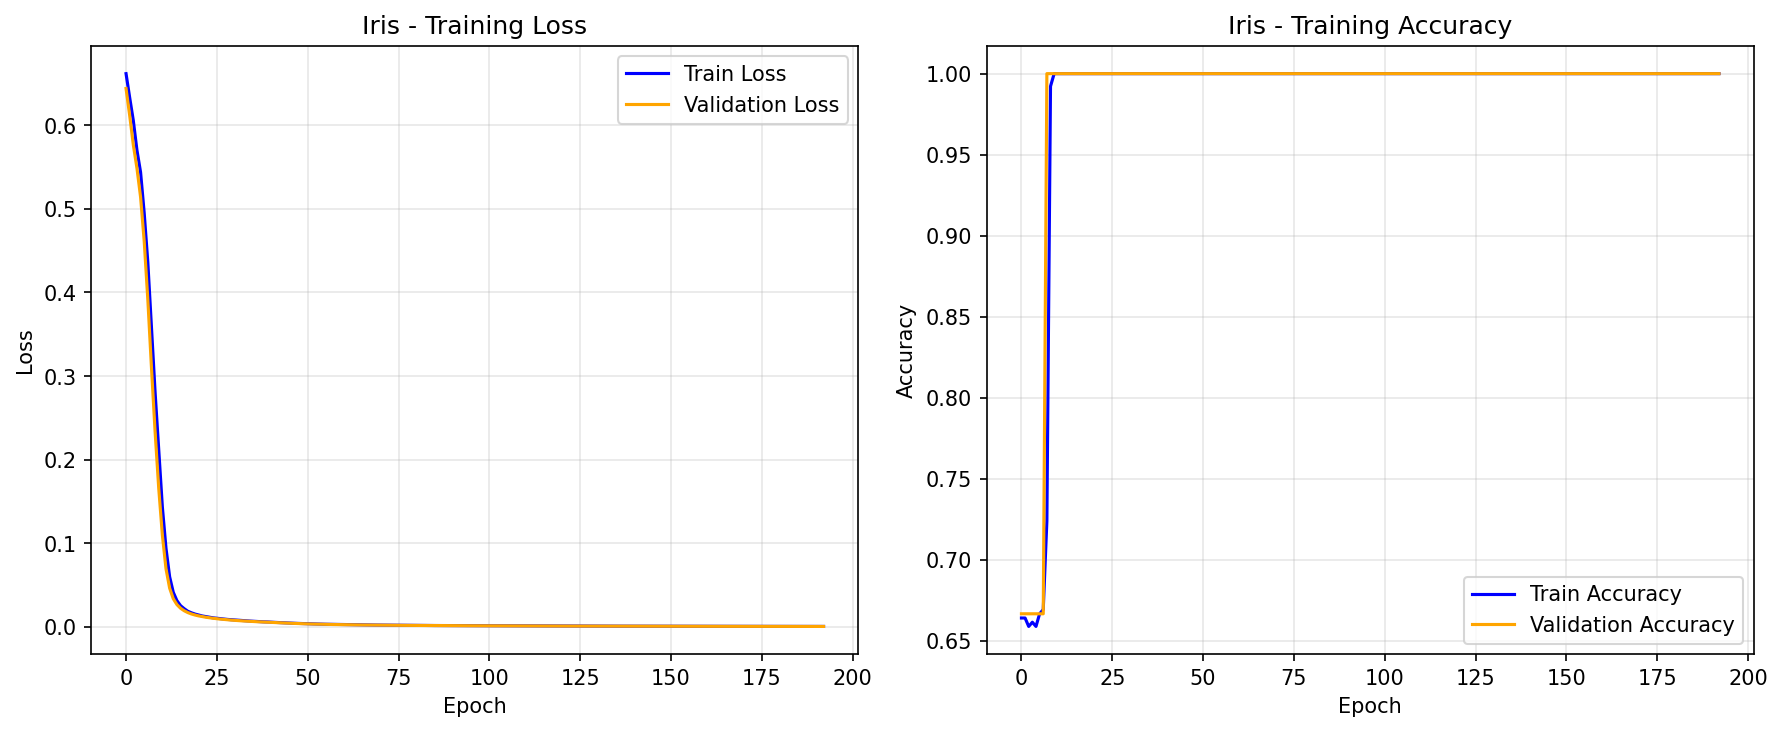 Iris - Training Loss
Train Loss
Validation Loss
0.6
0.5
0.4
0.3
0.2
0.1
0.0
Loss
0 25 50 75 100 125 150 175 200
Epoch
Iris - Training Accuracy
1.00
0.95
0.90
0.85
0.80
0.75
0.70
0.65
Accuracy
Train Accuracy
Validation Accuracy
0 25 50 75 100 125 150 175 200
Epoch